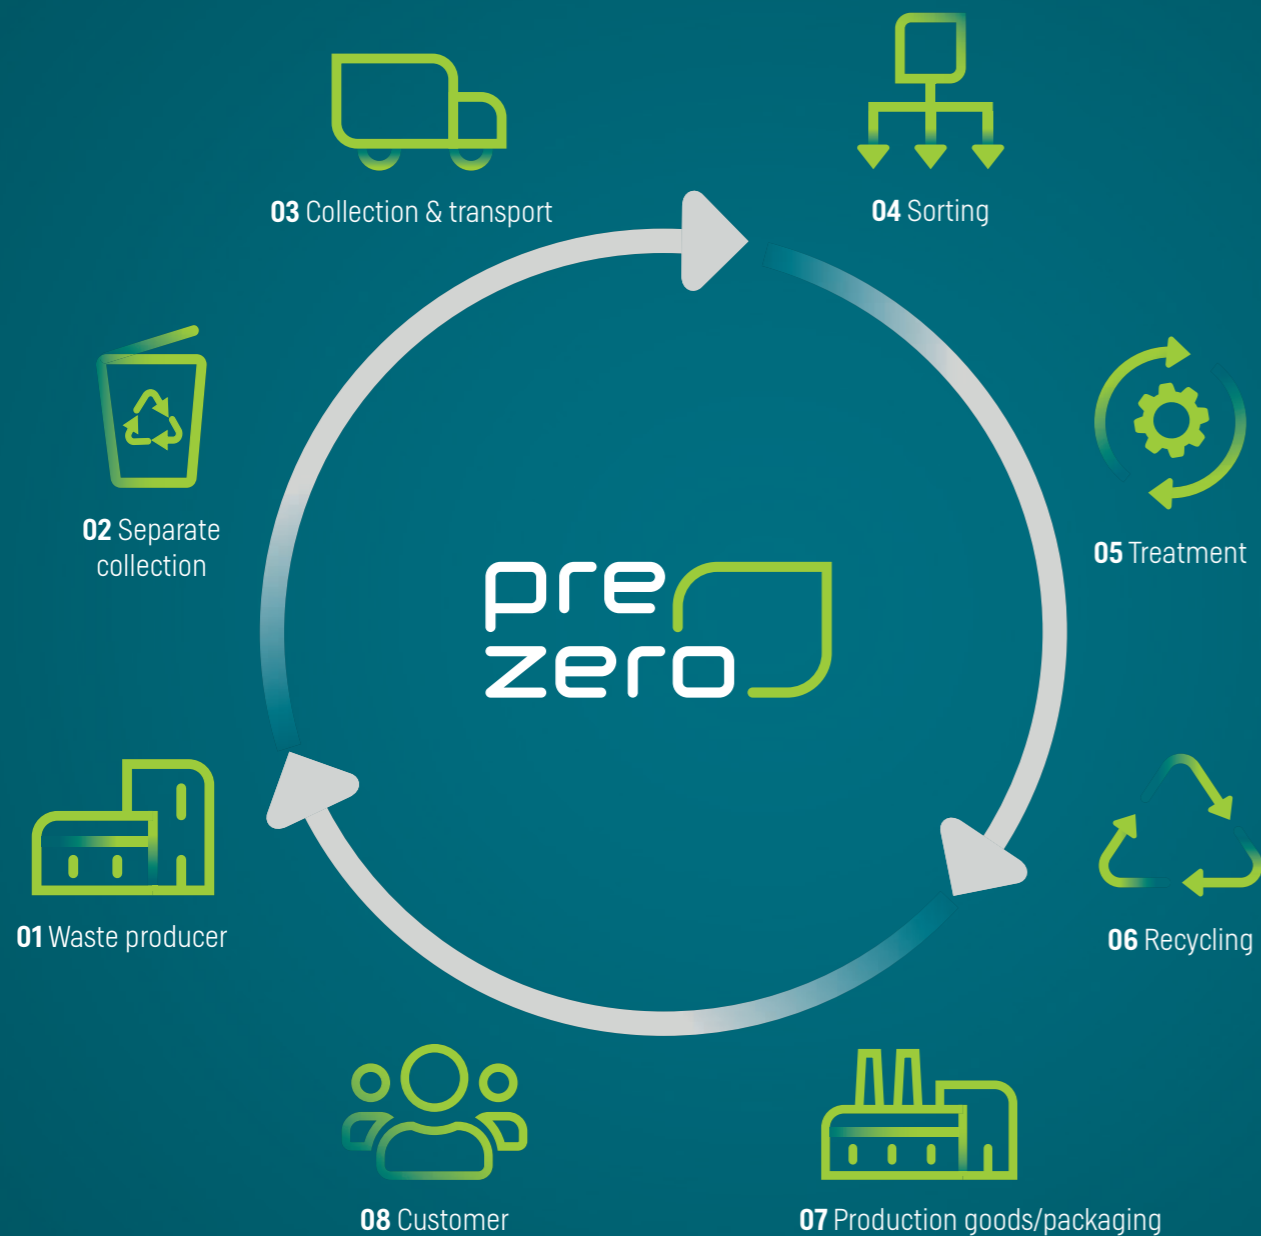 03 Collection & transport
04 Sorting
02 Separate
collection
05 Treatment
pre
zero
01 Waste producer
06 Recycling
08 Customer
07 Production goods/packaging